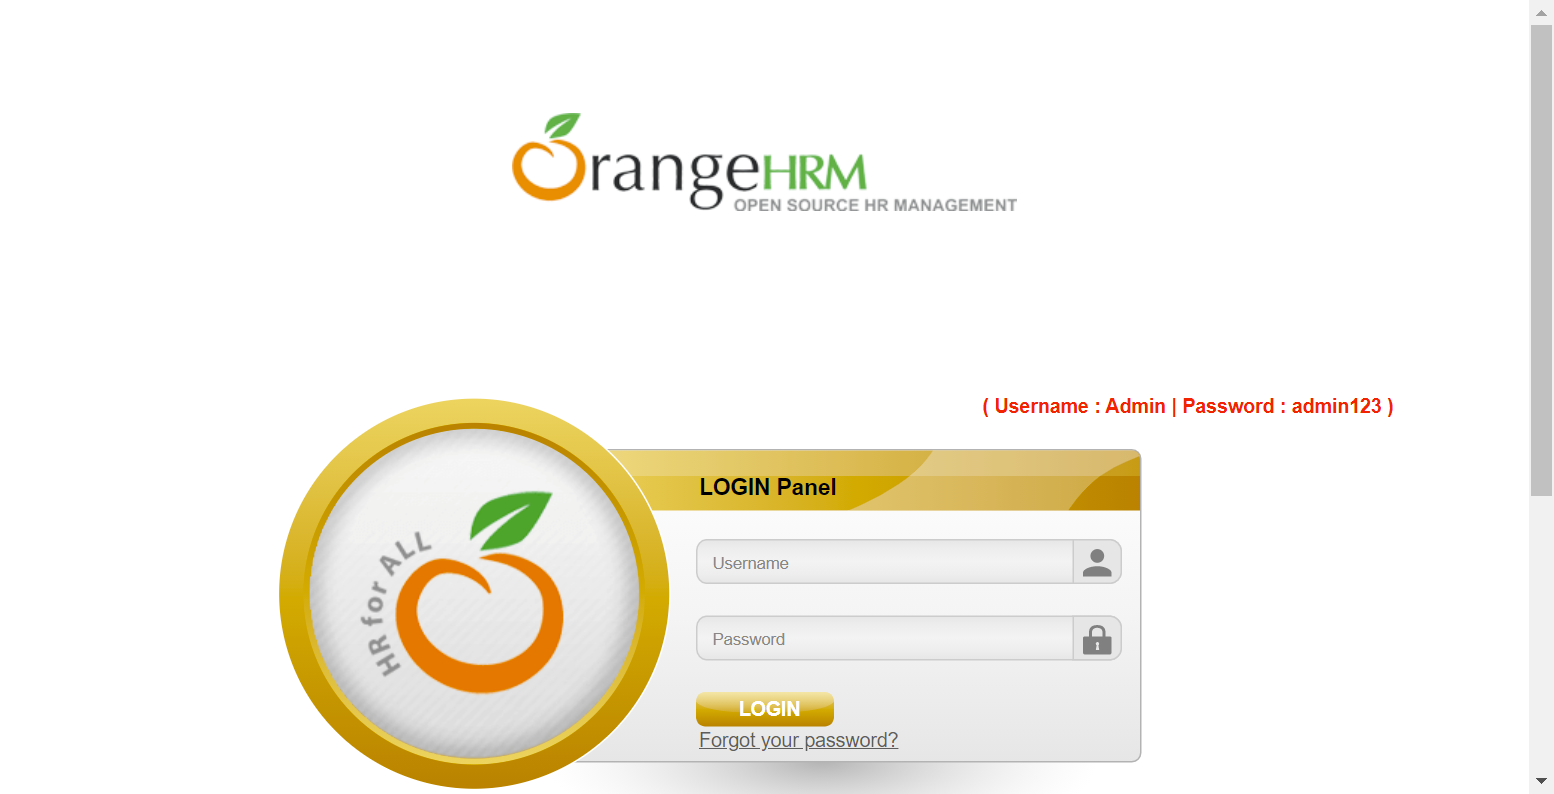 OrangeHRM
OPEN SOURCE HR MANAGEMENT
( Username : Admin | Password : admin123 )
HR for ALL
LOGIN Panel
Username
Password
LOGIN
Forgot your password?